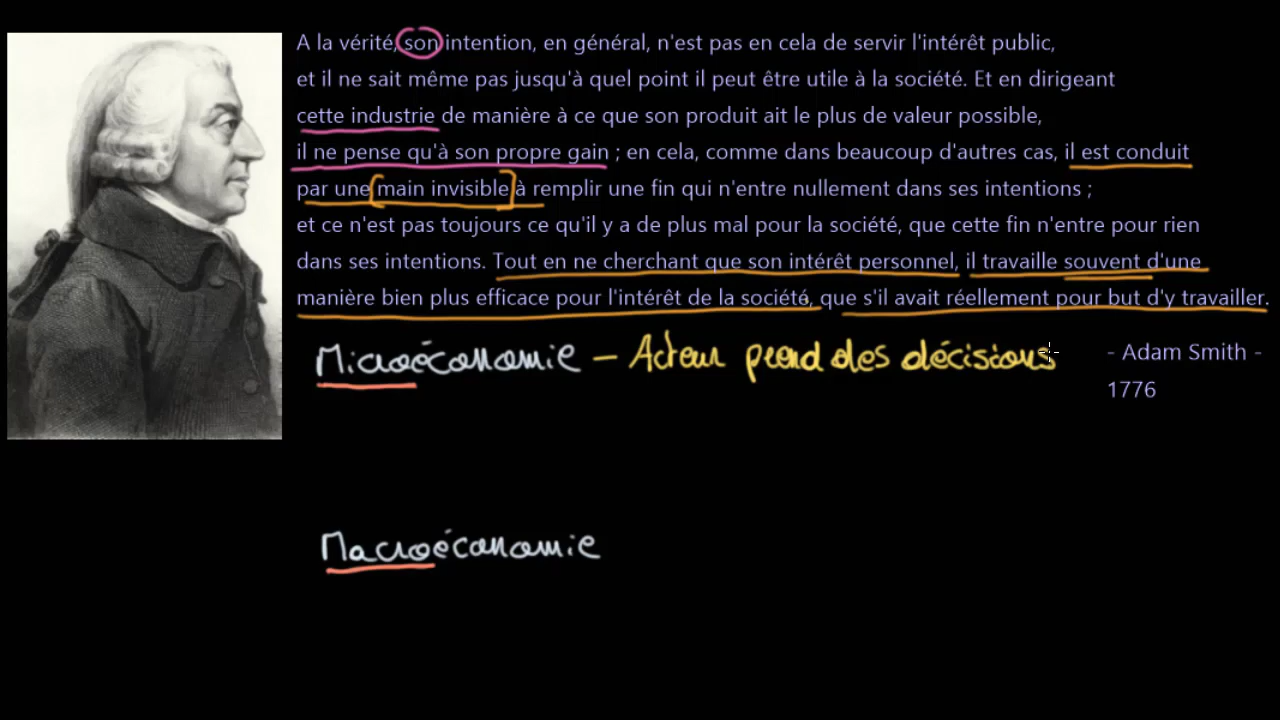 A la vérité, son intention, en général, n'est pas en cela de servir l'intérêt public,
et il ne sait même pas jusqu'à quel point il peut être utile à la société. Et en dirigeant
cette industrie de manière à ce que son produit ait le plus de valeur possible,
il ne pense qu'à son propre gain ; en cela, comme dans beaucoup d'autres cas, il est conduit
par une main invisible à remplir une fin qui n'entre nullement dans ses intentions ;
et ce n'est pas toujours ce qu'il y a de plus mal pour la société, que cette fin n'entre pour rien
dans ses intentions. Tout en ne cherchant que son intérêt personnel, il travaille souvent d'une
manière bien plus efficace pour l'intérêt de la société, que s'il avait réellement pour but d'y travailler.
Microéconomie – Acteur prend des décisions
- Adam Smith -
1776
Macroéconomie